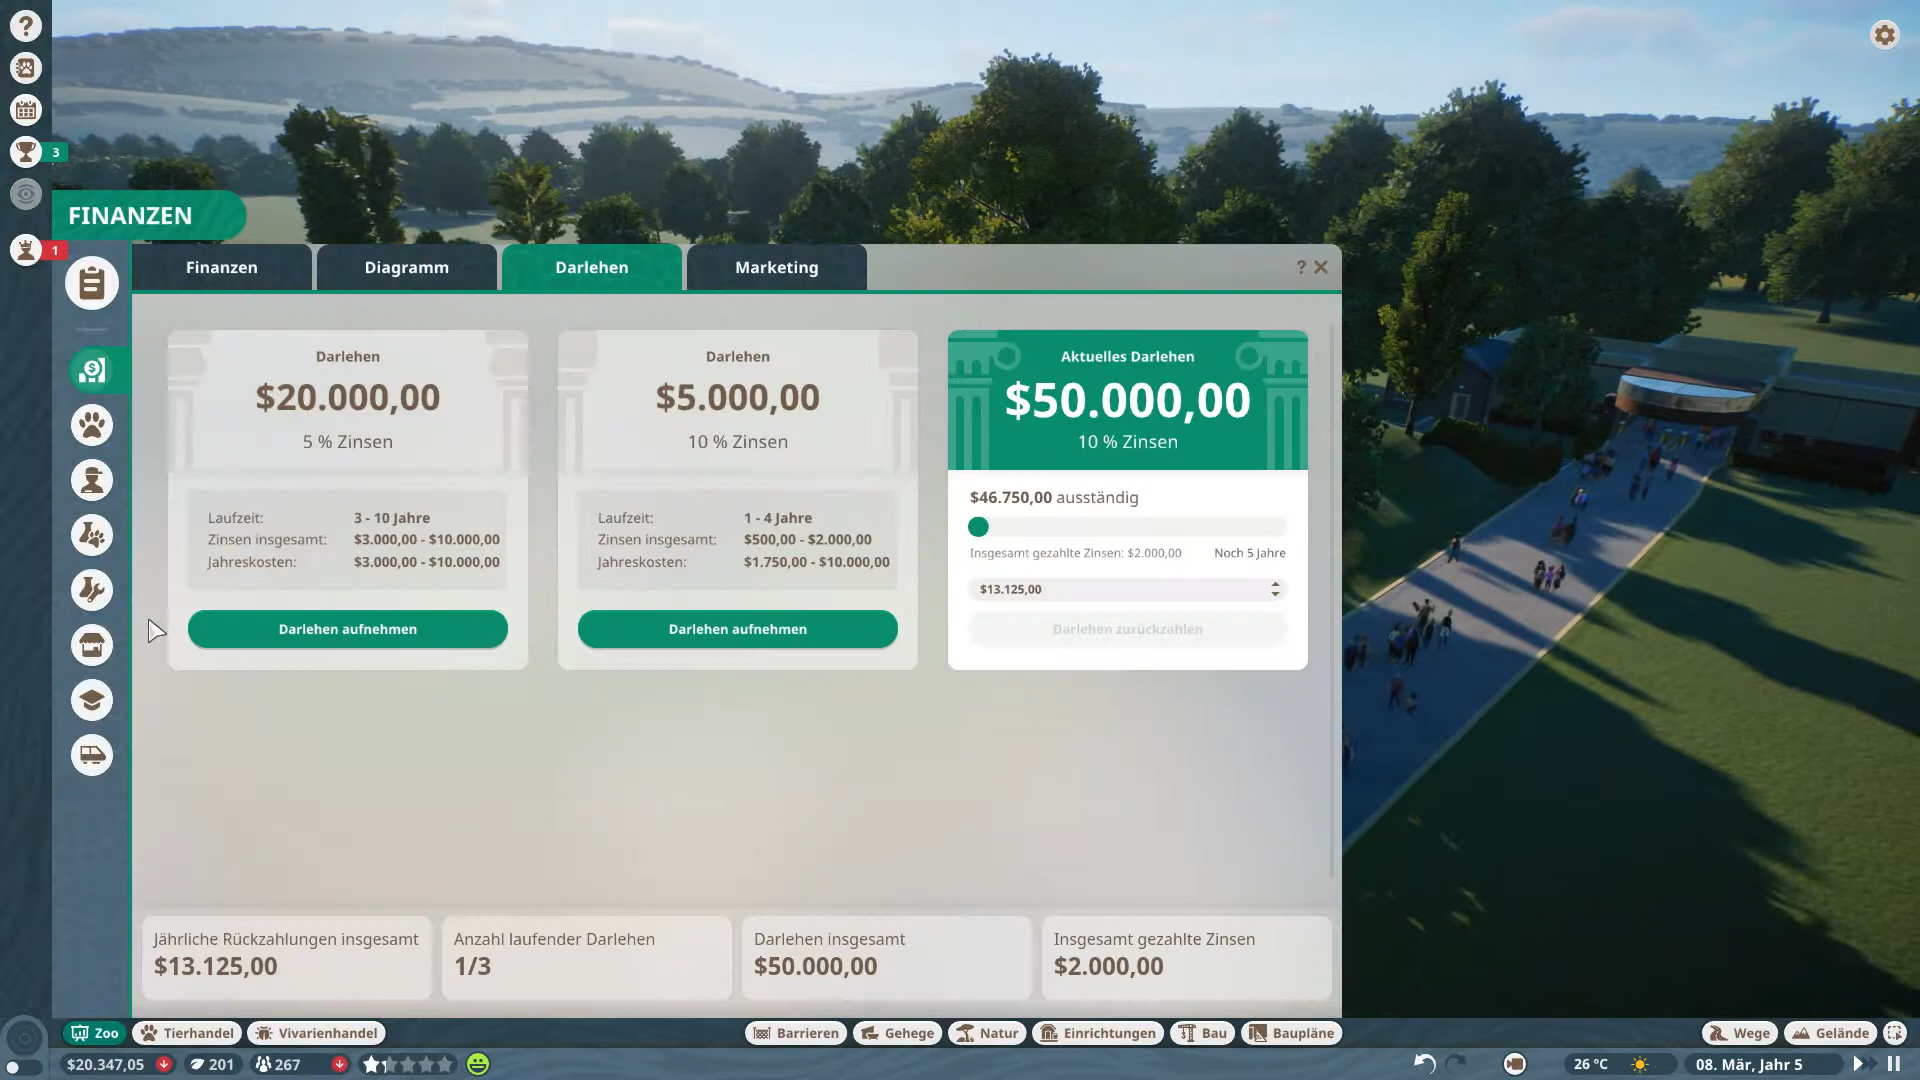 ?
3
FINANZEN
1
Finanzen
Diagramm
Darlehen
Marketing
?
Darlehen
$20.000,00
5 % Zinsen
Laufzeit: 3 - 10 Jahre
Zinsen insgesamt: $3.000,00 - $10.000,00
Jahreskosten: $3.000,00 - $10.000,00
Darlehen aufnehmen
Darlehen
$5.000,00
10 % Zinsen
Laufzeit: 1 - 4 Jahre
Zinsen insgesamt: $500,00 - $2.000,00
Jahreskosten: $1.750,00 - $10.000,00
Darlehen aufnehmen
Aktuelles Darlehen
$50.000,00
10 % Zinsen
$46.750,00 ausständig
Insgesamt gezahlte Zinsen: $2.000,00 Noch 5 Jahre
$13.125,00
Darlehen zurückzahlen
Jährliche Rückzahlungen insgesamt
$13.125,00
Anzahl laufender Darlehen
1/3
Darlehen insgesamt
$50.000,00
Insgesamt gezahlte Zinsen
$2.000,00
Zoo
Tierhandel
Vivarienhandel
Barrieren
Gehege
Natur
Einrichtungen
Bau
Baupläne
Wege
Gelände
$20.347,05
201
267
26 °C
08. Mär, Jahr 5